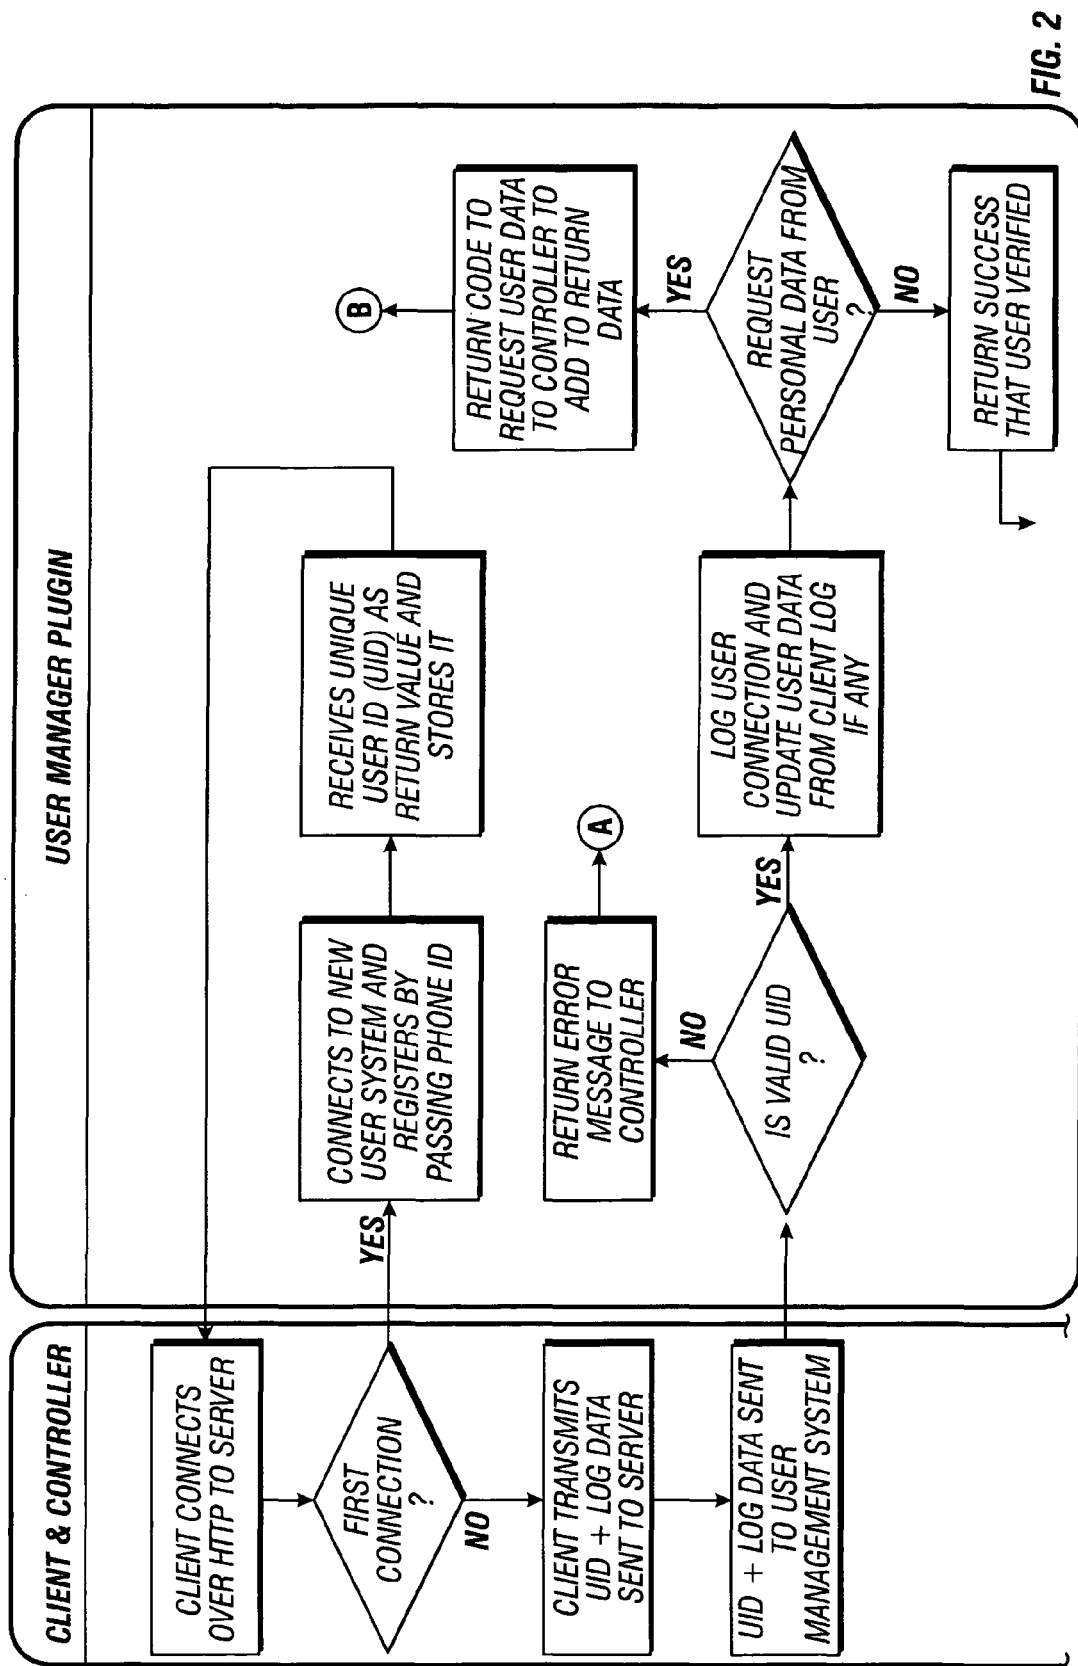 CLIENT & CONTROLLER
CLIENT CONNECTS
OVER HTTP TO SERVER
FIRST
CONNECTION
?
YES
NO
CLIENT TRANSMITS
UID + LOG DATA
SENT TO SERVER
UID + LOG DATA SENT
TO USER
MANAGEMENT SYSTEM
USER MANAGER PLUGIN
CONNECTS TO NEW
USER SYSTEM AND
REGISTERS BY
PASSING PHONE ID
RECEIVES UNIQUE
USER ID (UID) AS
RETURN VALUE AND
STORES IT
RETURN ERROR
MESSAGE TO
CONTROLLER
A
NO
IS VALID UID
?
YES
LOG USER
CONNECTION AND
UPDATE USER DATA
FROM CLIENT LOG
IF ANY
B
RETURN CODE TO
REQUEST USER DATA
TO CONTROLLER TO
ADD TO RETURN
DATA
YES
REQUEST
PERSONAL DATA FROM
USER
?
NO
RETURN SUCCESS
THAT USER VERIFIED
FIG. 2